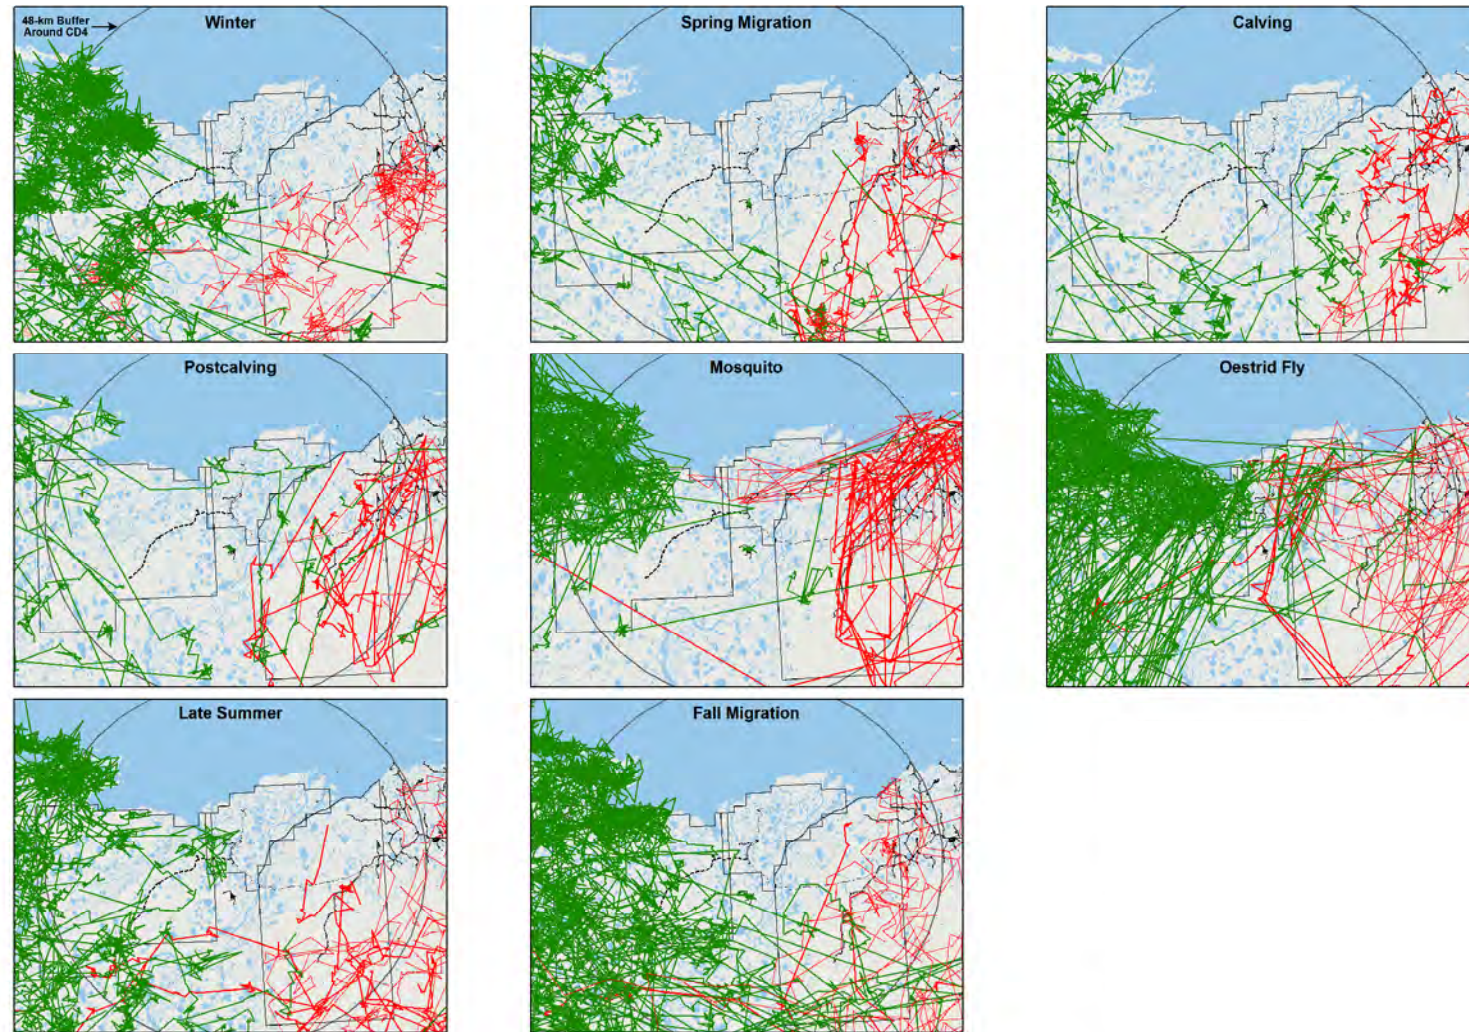 48-km Buffer
Around CD4
Winter
Spring Migration
Calving
Postcalving
Mosquito
Oestrid Fly
Late Summer
Fall Migration